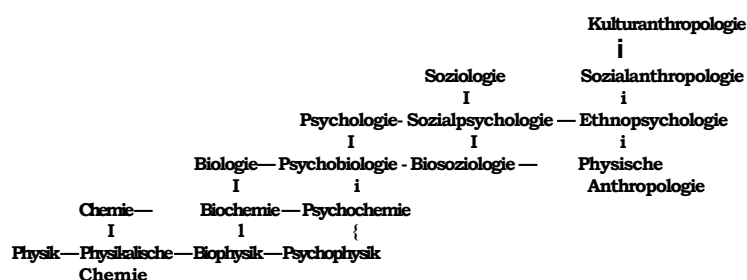 Kulturanthropologie
i
Soziologie Sozialanthropologie
I i
Psychologie- Sozialpsychologie — Ethnopsychologie
I I i
Biologie— Psychobiologie - Biosoziologie — Physische
I i Anthropologie
Chemie— Biochemie — Psychochemie
I l {
Physik — Physikalische — Biophysik — Psychophysik
Chemie